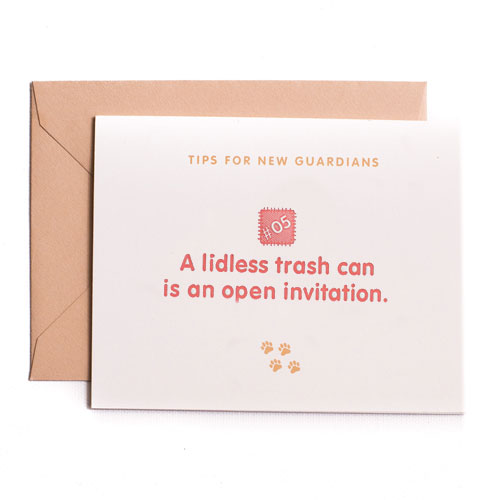 TIPS FOR NEW GUARDIANS
#05
A lidless trash can
is an open invitation.